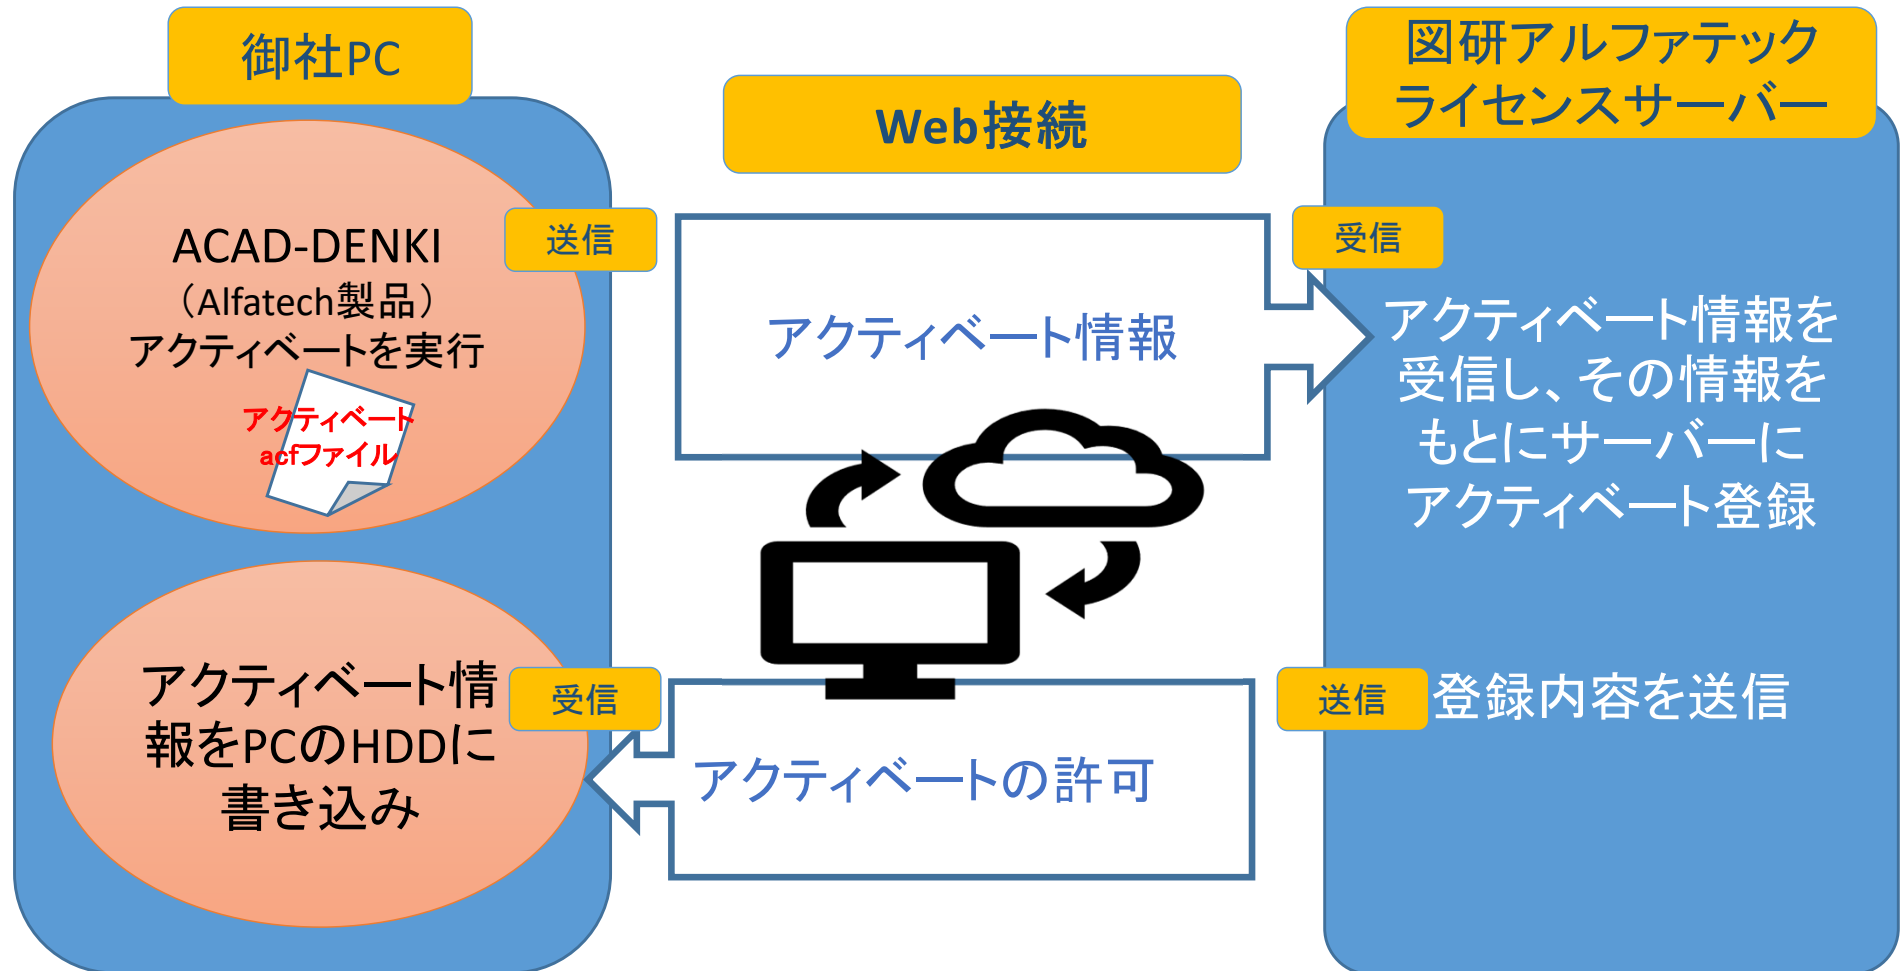 御社PC
図研アルファテック
ライセンスサーバー
Web接続
ACAD-DENKI
（Alfatech製品）
アクティベートを実行
アクティベート
acfファイル
送信
アクティベート情報
受信
アクティベート情報を
受信し、その情報を
もとにサーバーに
アクティベート登録
登録内容を送信
送信
アクティベートの許可
受信
アクティベート情
報をPCのHDDに
書き込み